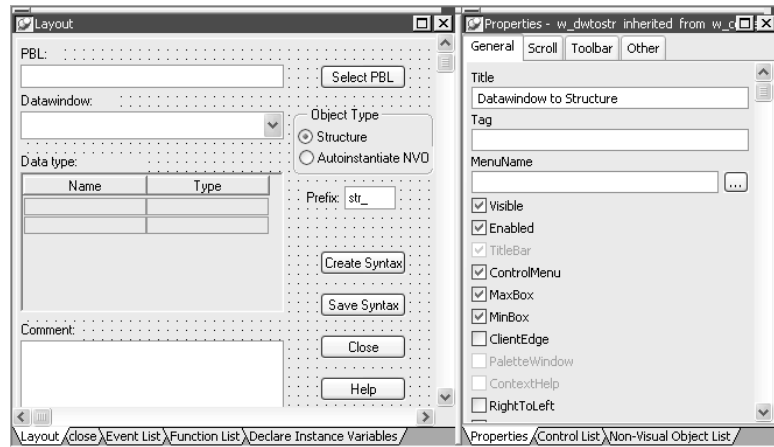 Layout
PBL:
Select PBL
Datawindow:
Object Type
Structure
Autoinstantiate NVO
Data type:
Name Type
Prefix: str_
Create Syntax
Save Syntax
Comment:
Close
Help
Layout close Event List Function List Declare Instance Variables
Properties - w_dwtostr inherited from
General Scroll Toolbar Other
Title
Datawindow to Structure
Tag
MenuName
...
Visible
Enabled
TitleBar
ControlMenu
MaxBox
MinBox
ClientEdge
PaletteWindow
ContextHelp
RightToLeft
Properties Control List Non-Visual Object List